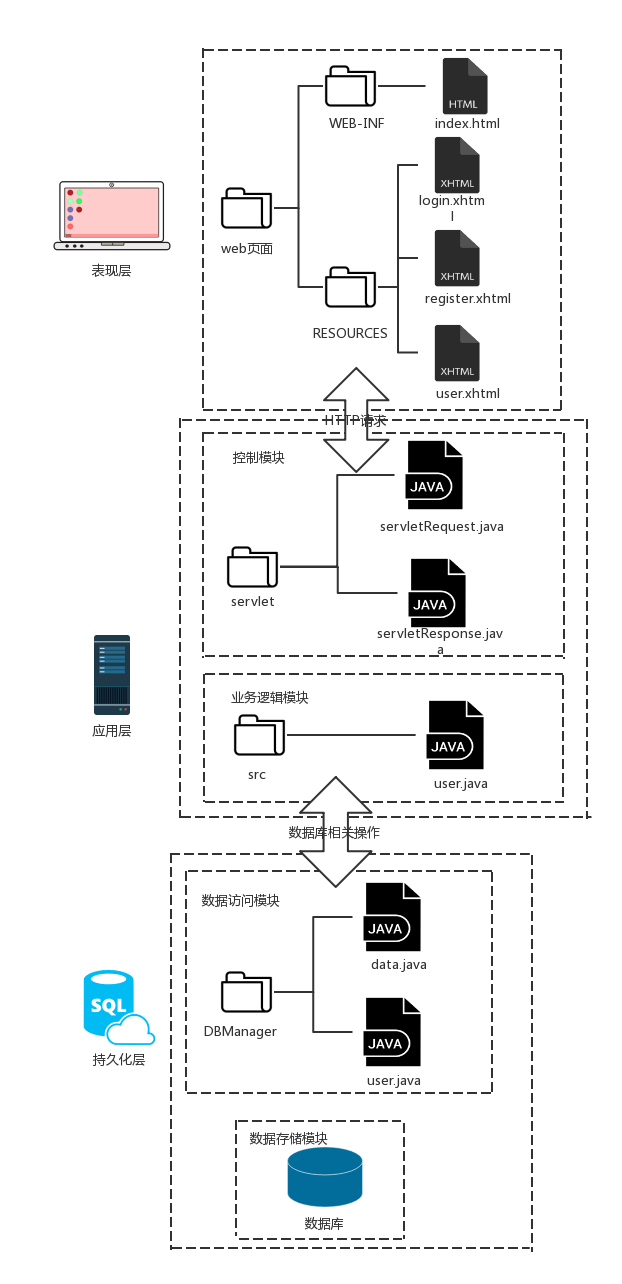 HTML
WEB-INF
index.html
XHTML
login.xhtm
l
web页面
XHTML
表现层
register.xhtml
RESOURCES
XHTML
user.xhtml
HTTP请求
控制模块
JAVA
servletRequest.java
servlet
JAVA
servletResponse.jav
a
业务逻辑模块
应用层
JAVA
src
user.java
数据库相关操作
数据访问模块
JAVA
data.java
SQL
DBManager
JAVA
持久化层
user.java
数据存储模块
数据库